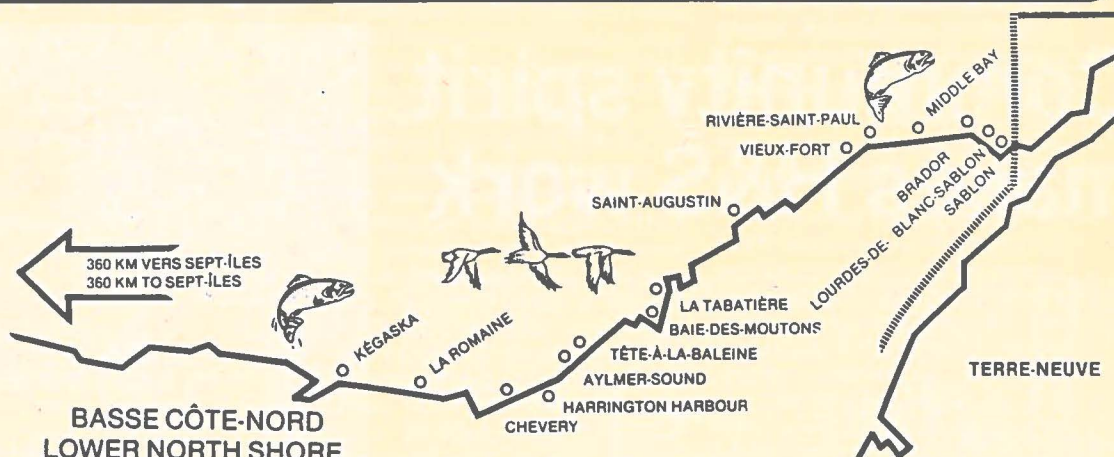 MIDDLE BAY
RIVIÈRE-SAINT-PAUL
VIEUX-FORT
BRADOR
LOURDES-DE-BLANC-SABLON
SABLON
SAINT-AUGUSTIN
360 KM VERS SEPT-ÎLES
360 KM TO SEPT-ÎLES
LA TABATIÈRE
BAIE-DES-MOUTONS
KÉGASKA
LA ROMAINE
TÊTE-À-LA-BALEINE
TERRE-NEUVE
AYLMER-SOUND
HARRINGTON HARBOUR
CHEVERY
BASSE CÔTE-NORD
LOWER NORTH SHORE